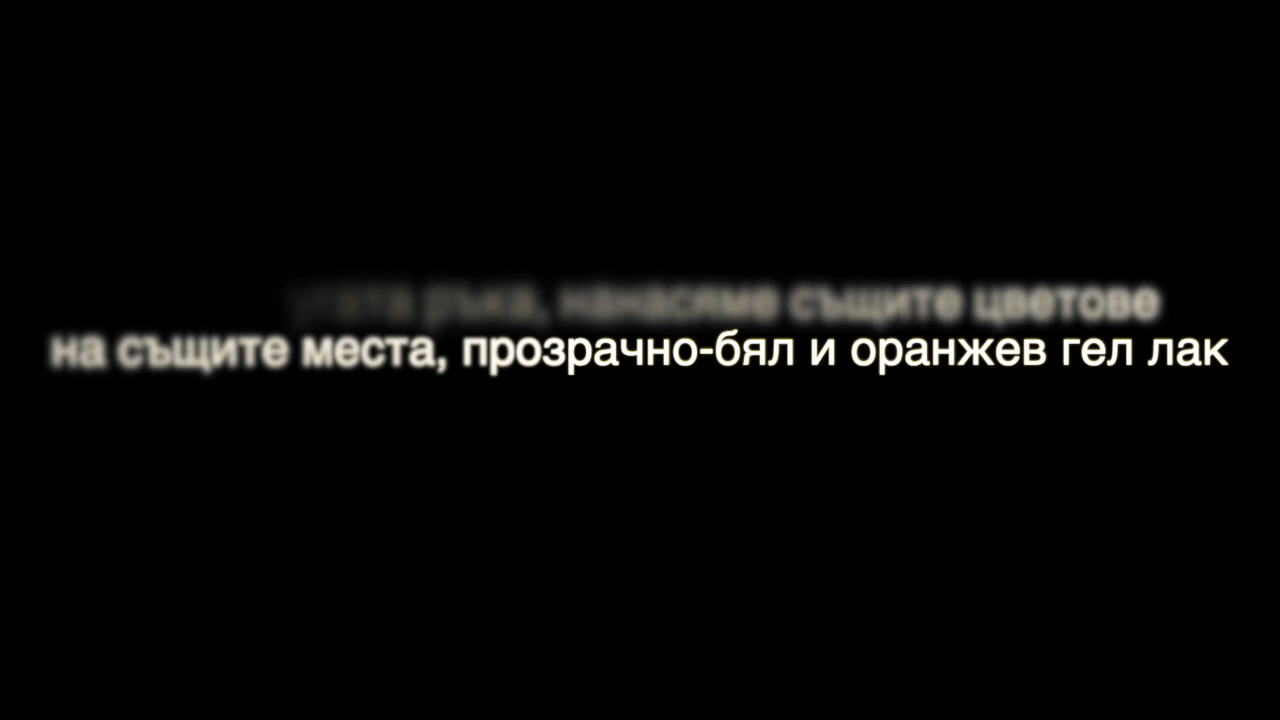 ръка, нанасяме същите цветове
на същите места, прозрачно-бял и оранжев гел лак